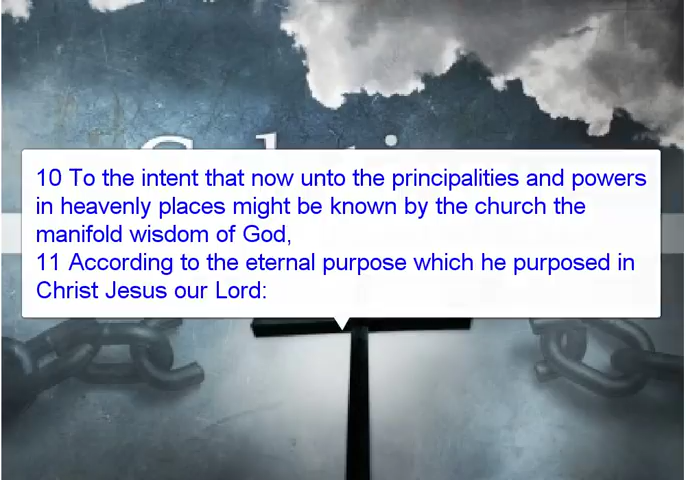 10 To the intent that now unto the principalities and powers
in heavenly places might be known by the church the
manifold wisdom of God,
11 According to the eternal purpose which he purposed in
Christ Jesus our Lord: